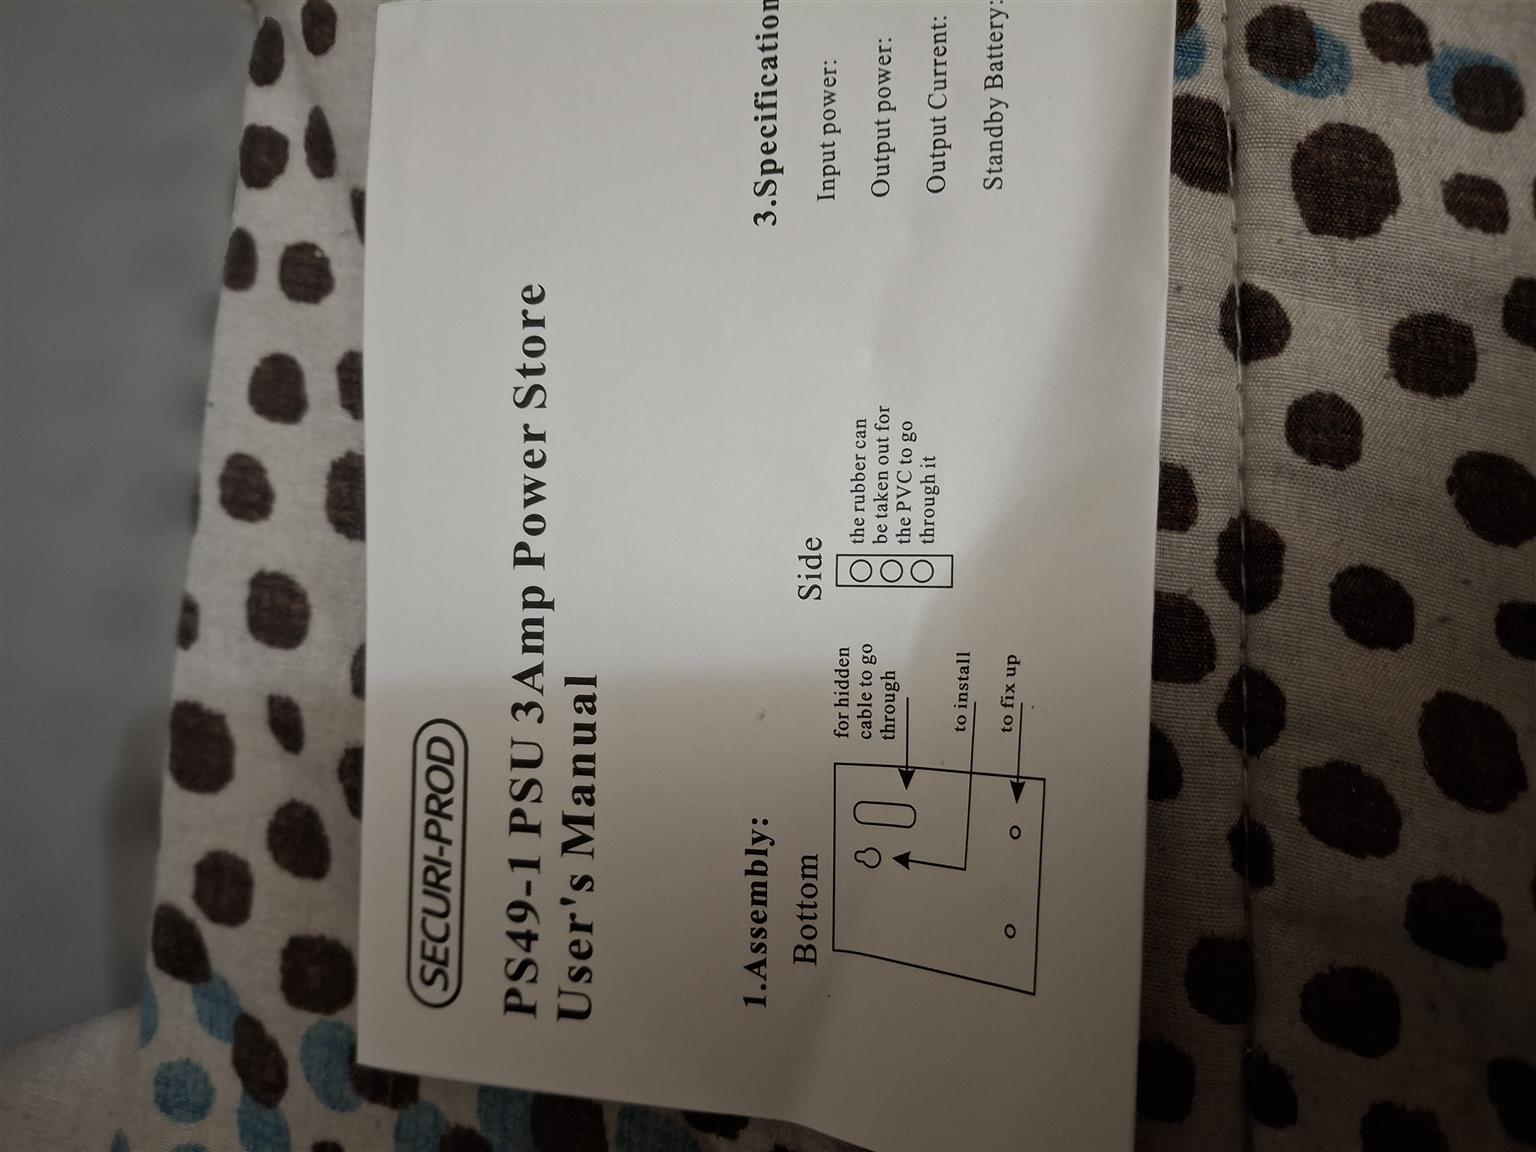 SECURI-PROD
PS49-1 PSU 3Amp Power Store
User's Manual
1.Assembly:
Bottom
for hidden
cable to go
through
to install
to fix up
Side
the rubber can
be taken out for
the PVC to go
through it
3.Specification
Input power:
Output power:
Output Current:
Standby Battery: